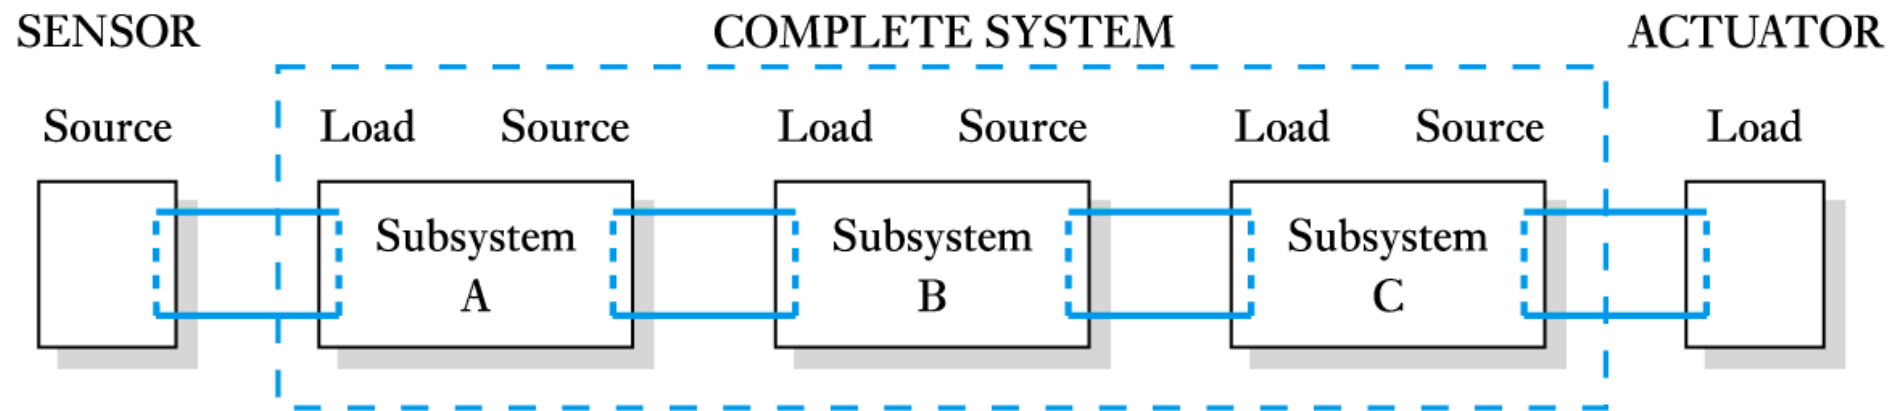 SENSOR COMPLETE SYSTEM ACTUATOR
Source Load Source Load Source Load Source Load
Subsystem Subsystem Subsystem
A B C